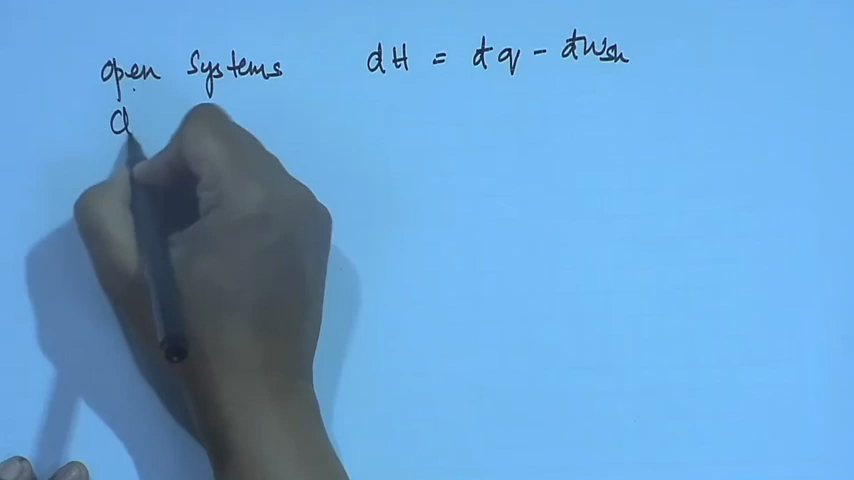 open systems dH = đq - đWsh